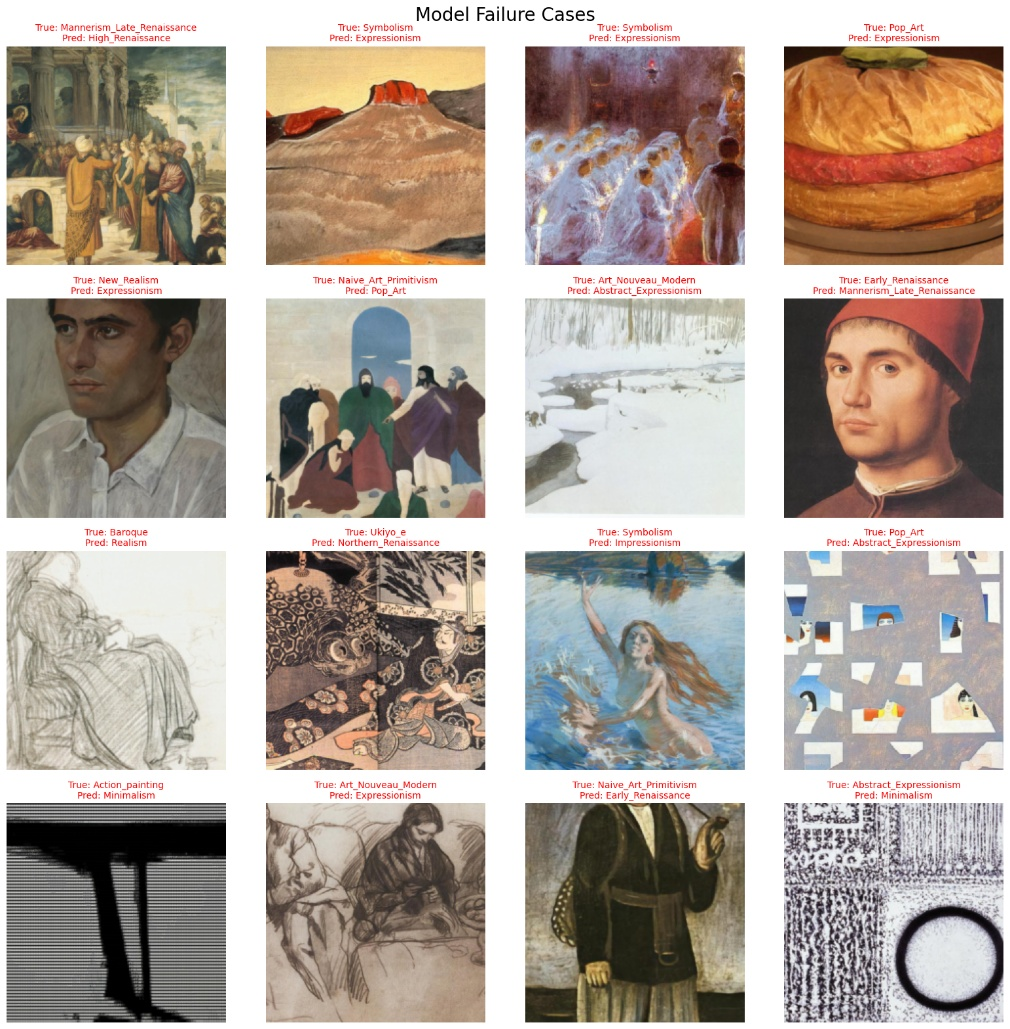 Model Failure Cases
True: Mannerism_Late_Renaissance
Pred: High_Renaissance
True: Symbolism
Pred: Expressionism
True: Symbolism
Pred: Expressionism
True: Pop_Art
Pred: Expressionism
True: New_Realism
Pred: Expressionism
True: Naive_Art_Primitivism
Pred: Pop_Art
True: Art_Nouveau_Modern
Pred: Abstract_Expressionism
True: Early_Renaissance
Pred: Mannerism_Late_Renaissance
True: Baroque
Pred: Realism
True: Ukiyo_e
Pred: Northern_Renaissance
True: Symbolism
Pred: Impressionism
True: Pop_Art
Pred: Abstract_Expressionism
True: Action_painting
Pred: Minimalism
True: Art_Nouveau_Modern
Pred: Expressionism
True: Naive_Art_Primitivism
Pred: Early_Renaissance
True: Abstract_Expressionism
Pred: Minimalism